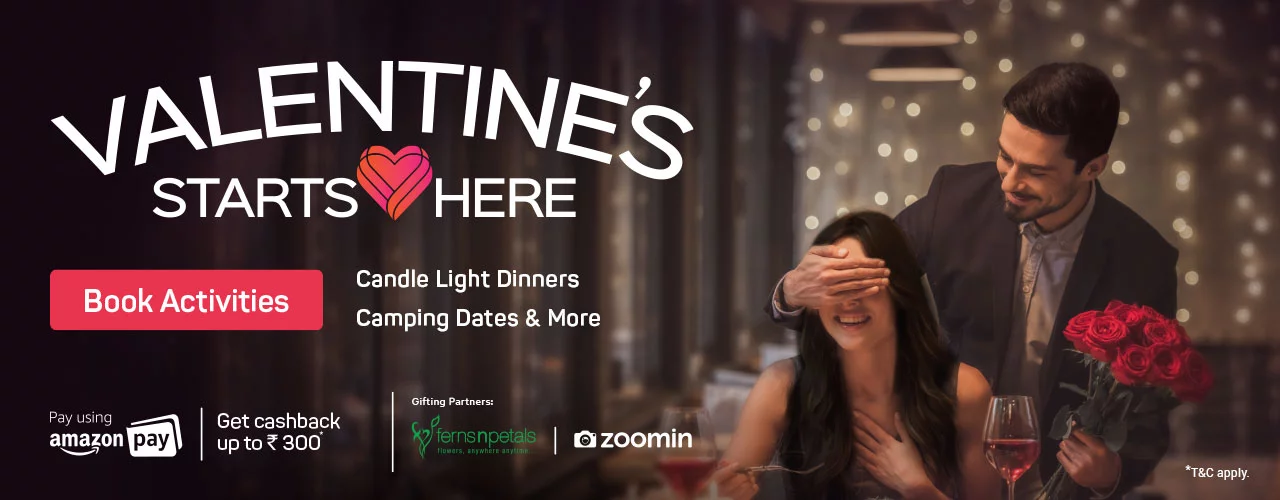 VALENTINE'S
STARTS HERE
Book Activities
Candle Light Dinners
Camping Dates & More
Pay using
amazon pay
Get cashback
up to ₹ 300*
Gifting Partners:
fernsnpetals
flowers, anywhere anytime
zoomin
*T&C apply.